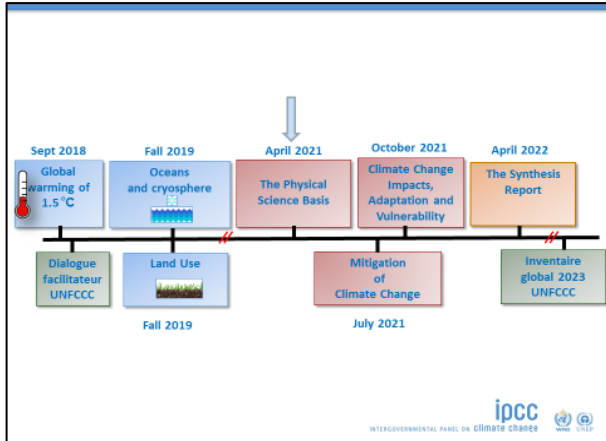 Sept 2018
Global
warming of
1.5°C
Fall 2019
Oceans
and cryosphere
April 2021
The Physical
Science Basis
October 2021
Climate Change
Impacts,
Adaptation and
Vulnerability
April 2022
The Synthesis
Report
Dialogue
facilitateur
UNFCCC
Land Use
Fall 2019
Mitigation
of
Climate Change
July 2021
Inventaire
global 2023
UNFCCC
ipcc
INTERGOVERNMENTAL PANEL ON climate change
WMO
UNEP